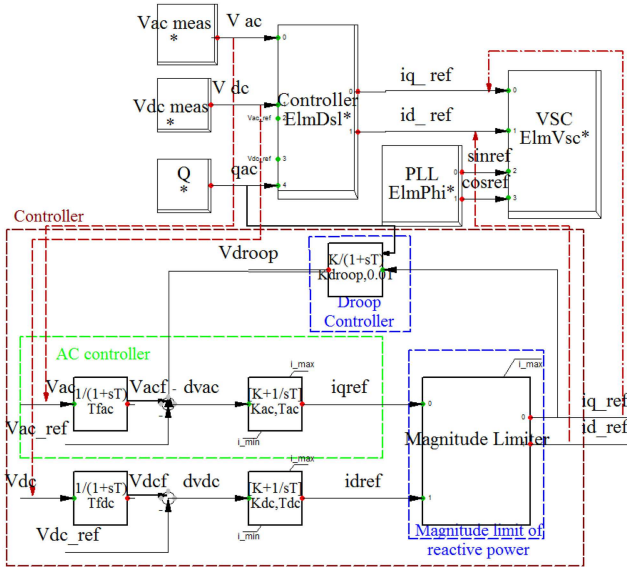 Vac meas
*
V ac
0
Controller
ElmDsl*
Vdc meas
*
V dc
1
Vac_ref
2
Vdc_ref
3
Q
*
qac
4
0
iq_ref
1
id_ref
0
VSC
ElmVsc*
1
PLL
ElmPhi*
0
sinref
2
1
cosref
3
Controller
Vdroop
K/(1+sT)
Kdroop,0.01
Droop
Controller
AC controller
i_max
i_max
Vac
1/(1+sT)
Tfac
Vacf
-
-
dvac
[K+1/sT]
Kac,Tac
iqref
0
0
iq_ref
Vac_ref
i_min
Magnitude Limiter
id_ref
i_max
Vdc
1/(1+sT)
Tfdc
Vdcf
-
dvdc
[K+1/sT]
Kdc,Tdc
idref
1
Vdc_ref
i_min
Magnitude limit of
reactive power